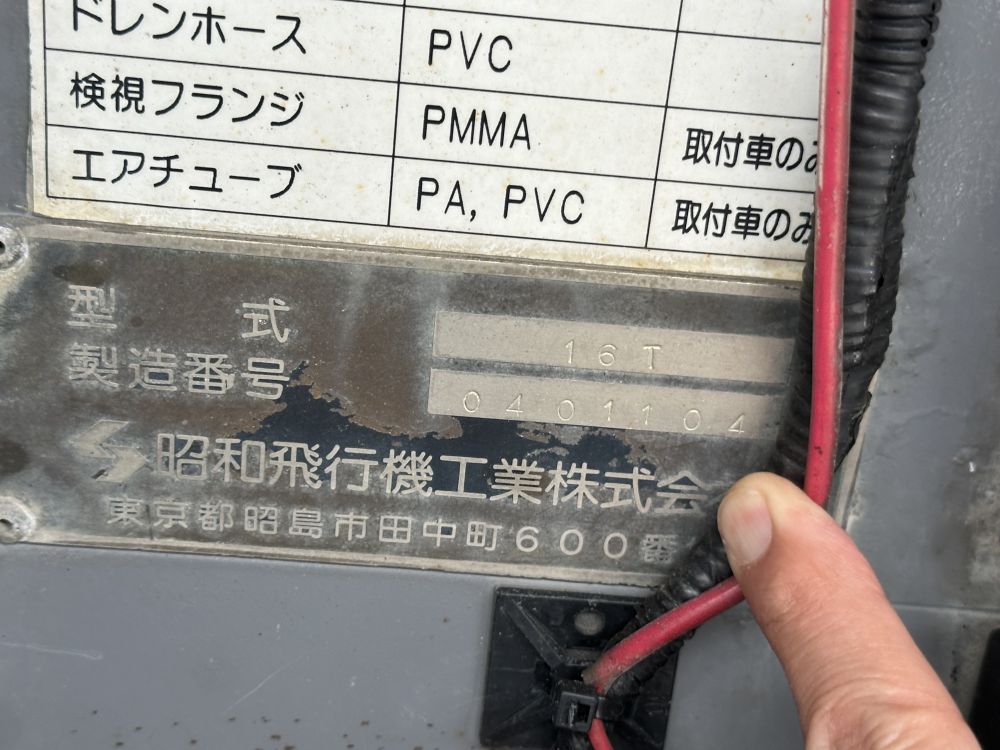 ドレンホース PVC
検視フランジ PMMA 取付車のみ
エアチューブ PA, PVC 取付車のみ
型 式 16T
製造番号 0401104
昭和飛行機工業株式会
東京都昭島市田中町600番